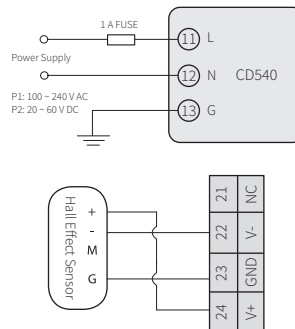 1 A FUSE
11 L
Power Supply
12 N CD540
P1: 100 ~ 240 V AC
P2: 20 ~ 60 V DC
13 G
Hall Effect Sensor
+
-
M
G
21 NC
22 V-
23 GND
24 V+